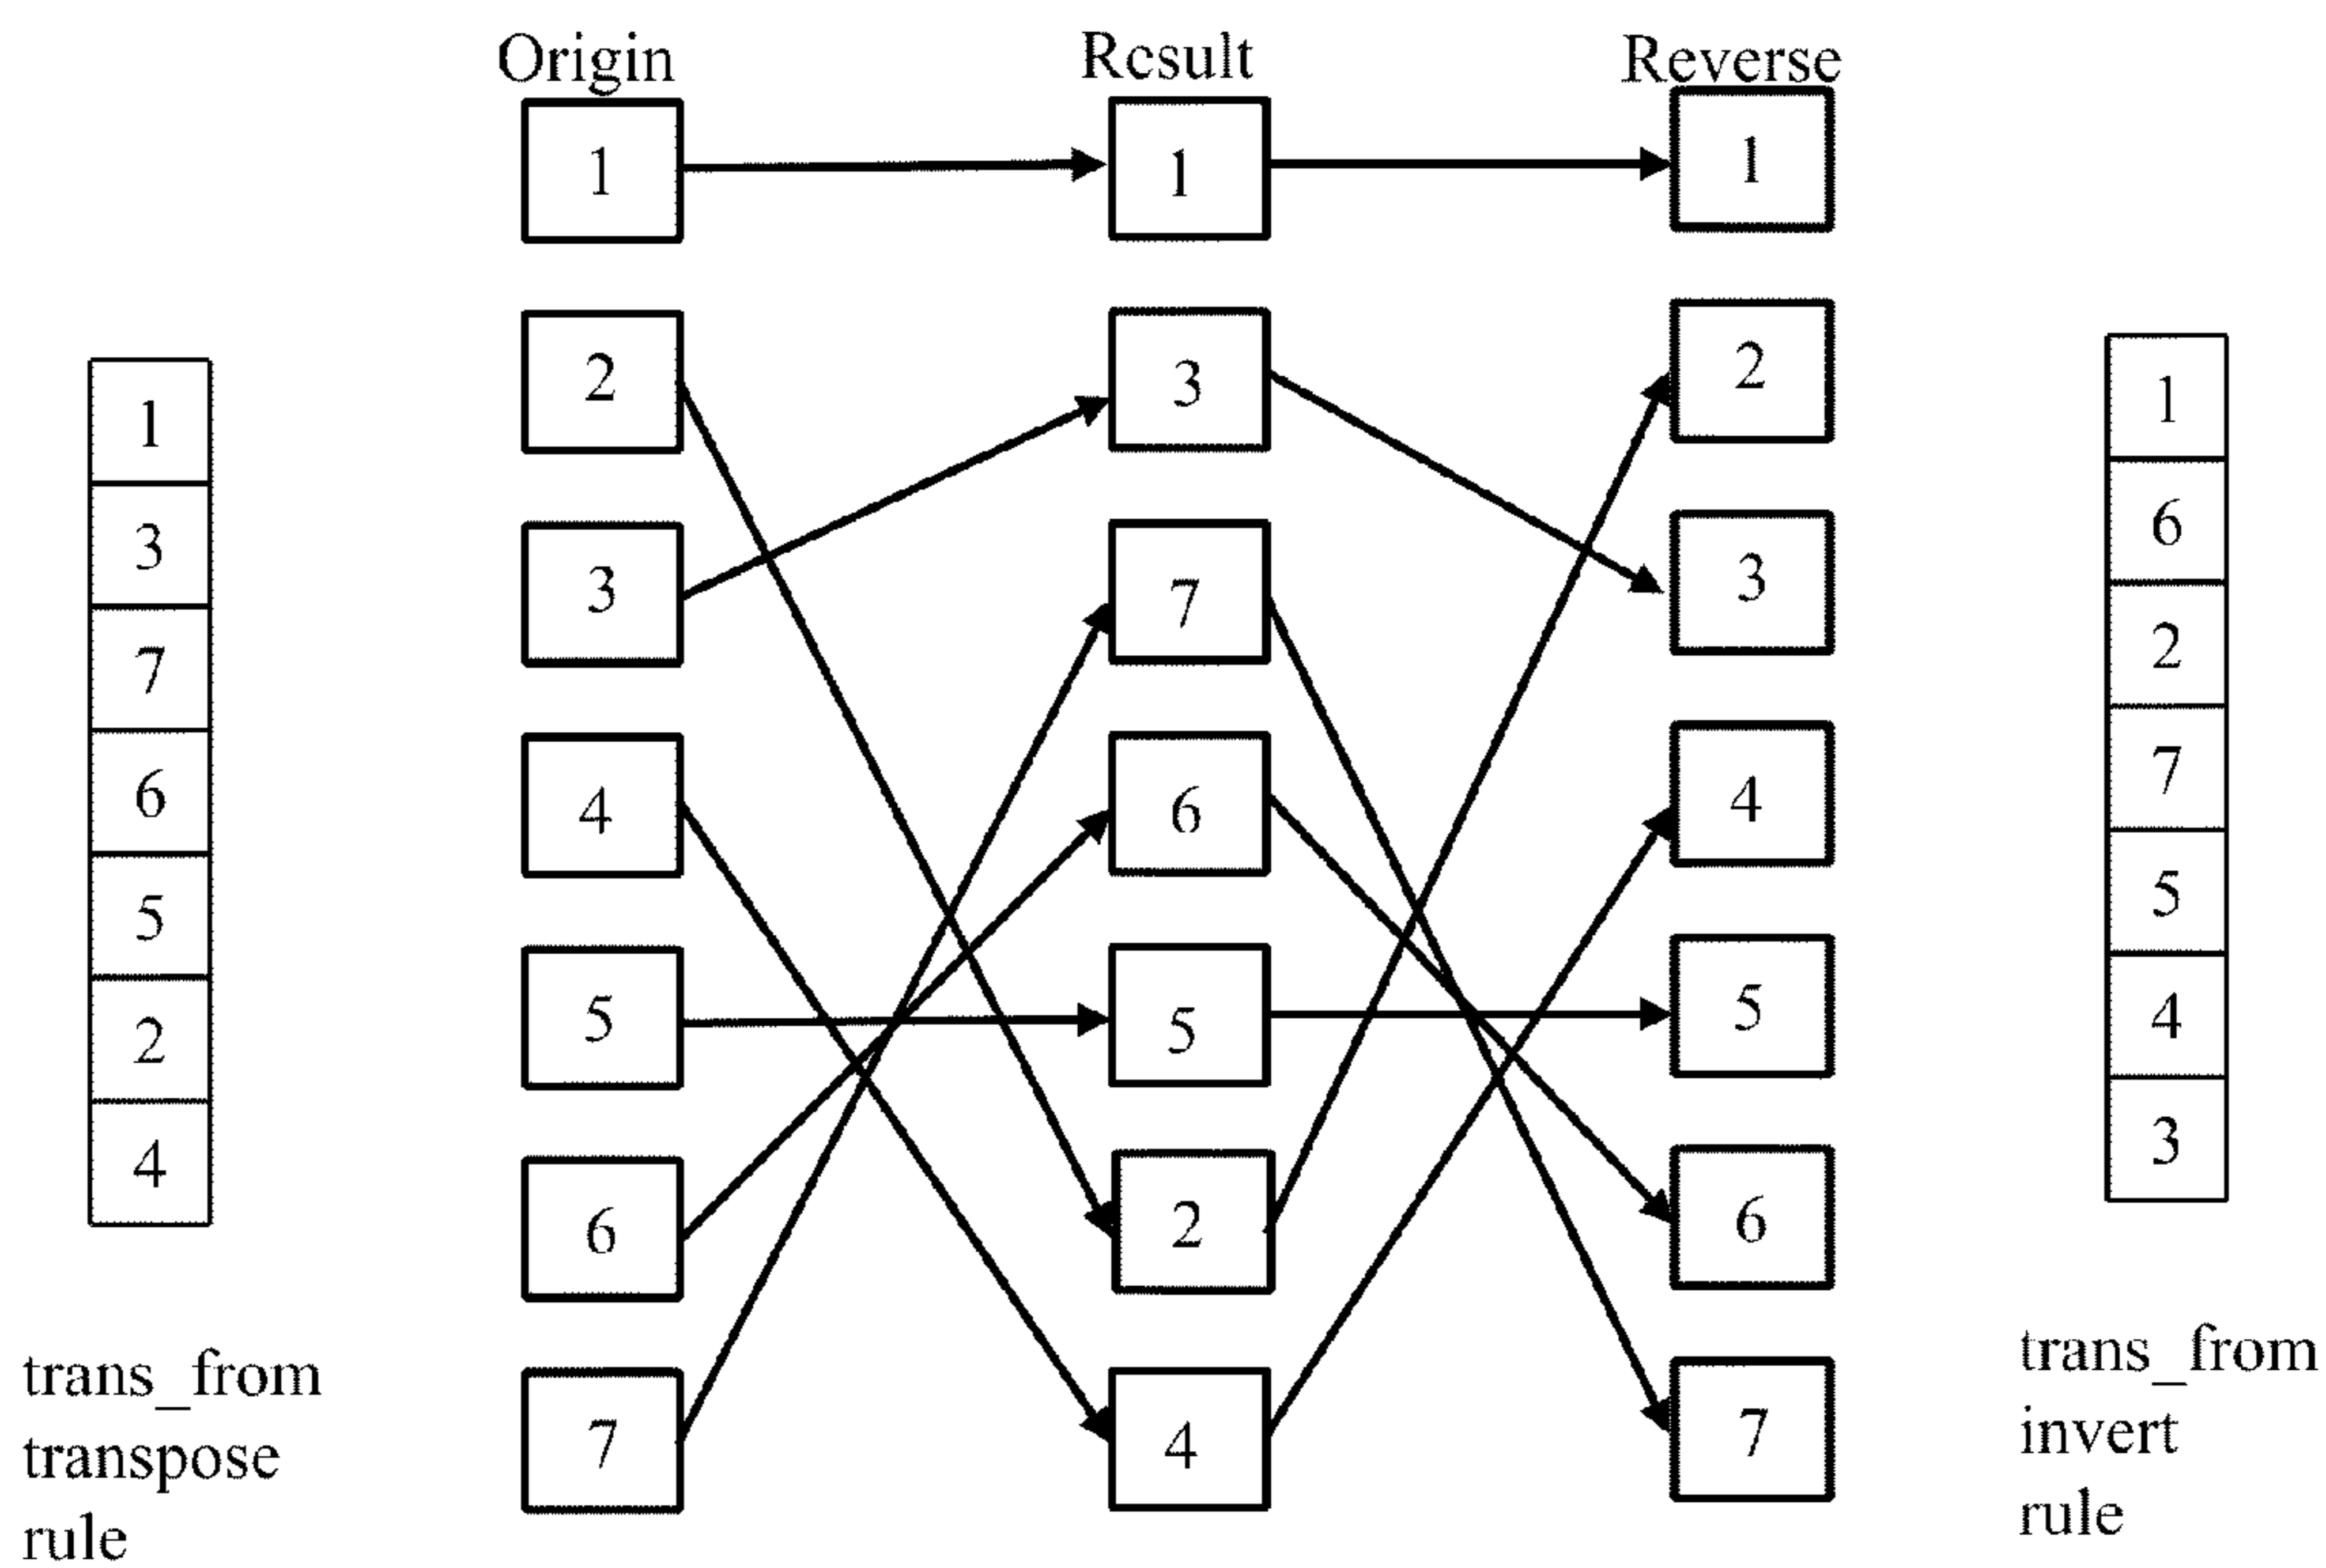 Origin Result Reverse
1 1 1
2 3 2
3 7 3
4 6 4
5 5 5
6 2 6
7 4 7
1
3
7
6
5
2
4
trans_from
transpose
rule
1
6
2
7
5
4
3
trans_from
invert
rule